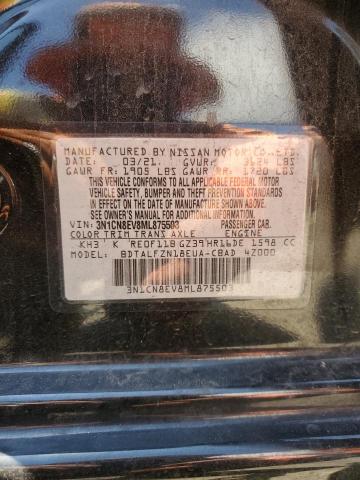 MANUFACTURED BY NISSAN MOTOR CO., LTD.
DATE: 03/21 GVWR: 3624 LBS
GAWR FR: 1905 LBS GAWR RR: 1720 LBS
THIS VEHICLE CONFORMS TO ALL APPLICABLE FEDERAL MOTOR
VEHICLE SAFETY, BUMPER AND THEFT PREVENTION STANDARDS
IN EFFECT ON THE DATE OF MANUFACTURE SHOWN ABOVE.
SEE OWNER'S MANUAL FOR ADDITIONAL INFORMATION.
VIN: 3N1CN8EV8ML875503 PASSENGER CAR.
COLOR TRIM TRANS AXLE ENGINE
KH3 K RE0F11B GZ39 HR16DE 1598 CC
MODEL: BDTALFZN18EUA-CBAD 4Z000
3N1CN8EV8ML875503